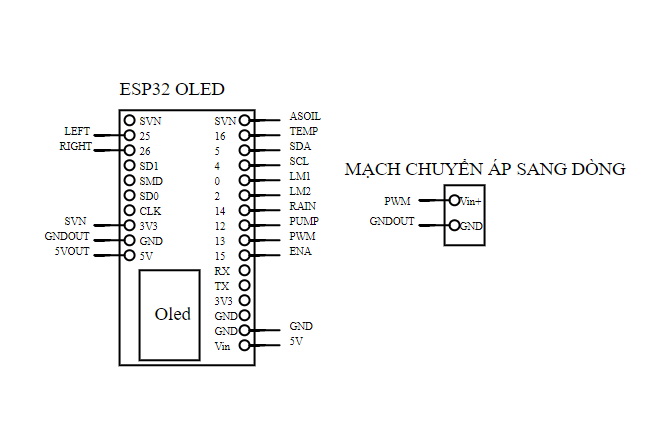 ESP32 OLED
SVN SVN ASOIL
LEFT 25 16 TEMP
RIGHT 26 5 SDA
SD1 4 SCL
SMD 0 LM1
SD0 2 LM2
CLK 14 RAIN
SVN 3V3 12 PUMP
GNDOUT GND 13 PWM
5VOUT 5V 15 ENA
RX
TX
3V3
GND
GND GND
Vin 5V
Oled
MẠCH CHUYỂN ÁP SANG DÒNG
PWM Vin+
GNDOUT GND